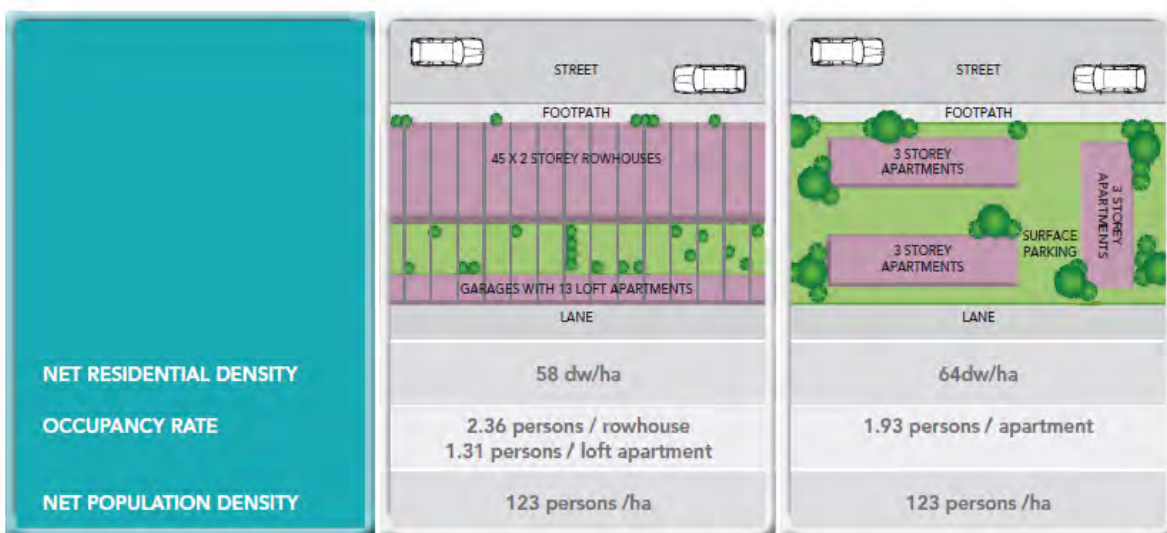 STREET
FOOTPATH
45 X 2 STOREY ROWHOUSES
GARAGES WITH 13 LOFT APARTMENTS
LANE
STREET
FOOTPATH
3 STOREY
APARTMENTS
3 STOREY
APARTMENTS
SURFACE
PARKING
3 STOREY
APARTMENTS
LANE
NET RESIDENTIAL DENSITY
58 dw/ha
64dw/ha
OCCUPANCY RATE
2.36 persons / rowhouse
1.31 persons / loft apartment
1.93 persons / apartment
NET POPULATION DENSITY
123 persons /ha
123 persons /ha